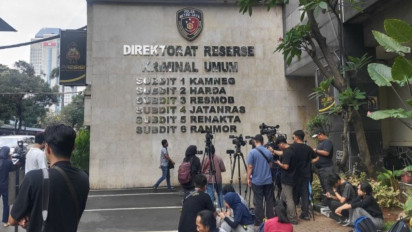 DIREKTORAT RESERSE
KRIMINAL UMUM
SUBDIT 1 KAMNEG
SUBDIT 2 HARDA
SUBDIT 3 RESMOB
SUBDIT 4 JATANRAS
SUBDIT 5 RENAKTA
SUBDIT 6 RANMOR